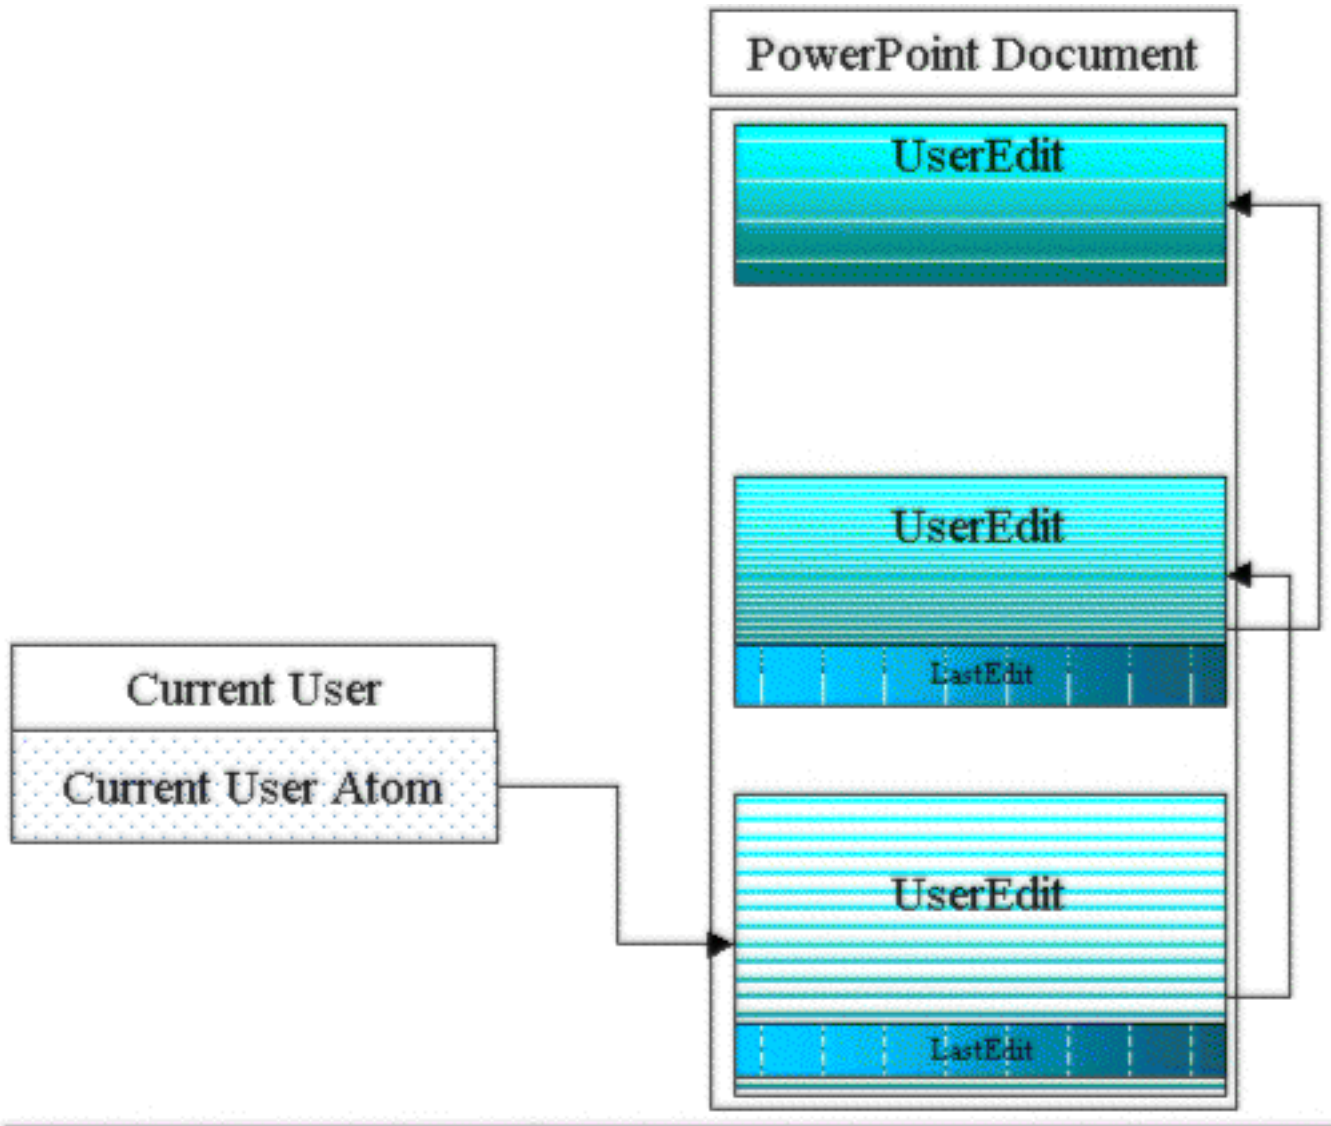 PowerPoint Document
UserEdit
UserEdit
LastEdit
Current User
Current User Atom
UserEdit
LastEdit